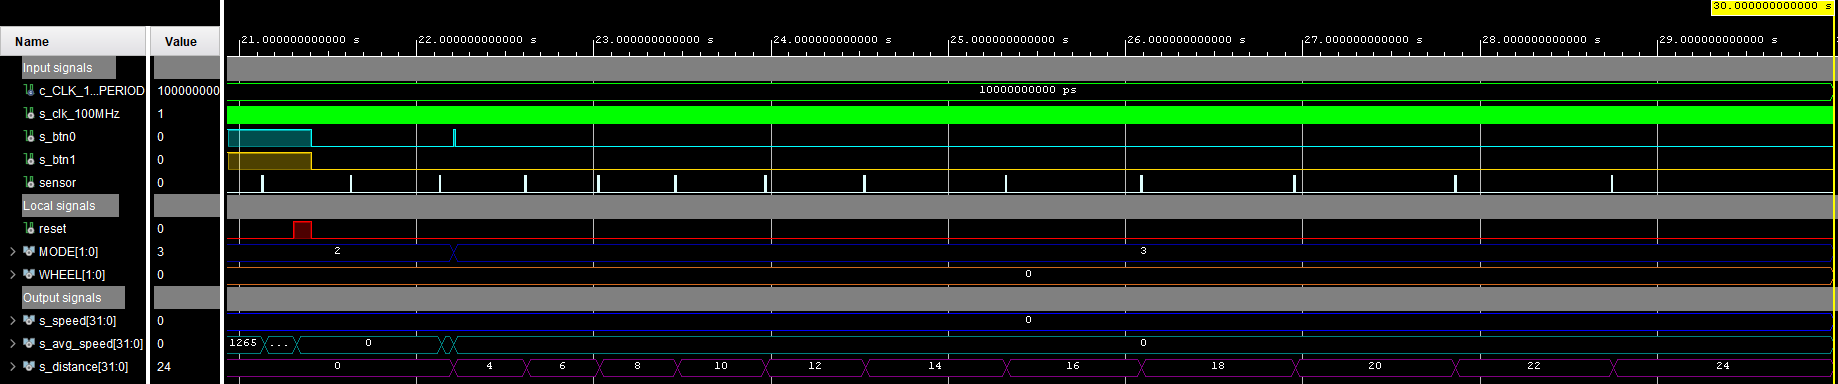 30.000000000000 s
Name Value
21.000000000000 s 22.000000000000 s 23.000000000000 s 24.000000000000 s 25.000000000000 s 26.000000000000 s 27.000000000000 s 28.000000000000 s 29.000000000000 s
Input signals
c_CLK_1...PERIOD 100000000 10000000000 ps
s_clk_100MHz 1
s_btn0 0
s_btn1 0
sensor 0
Local signals
reset 0
MODE[1:0] 3 2 3
WHEEL[1:0] 0 0
Output signals
s_speed[31:0] 0 0
s_avg_speed[31:0] 0 1265 ... 0 0
s_distance[31:0] 24 0 4 6 8 10 12 14 16 18 20 22 24